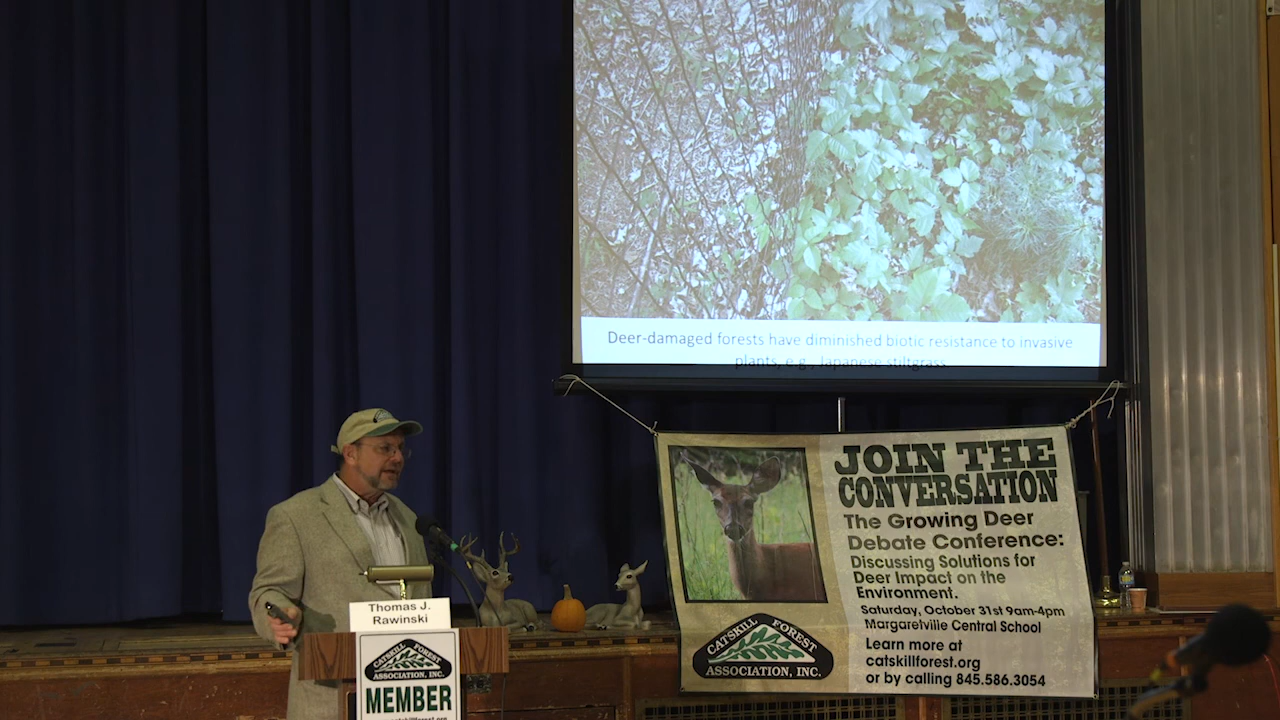 Deer-damaged forests have diminished biotic resistance to invasive
plants, e.g., Japanese stiltgrass
JOIN THE
CONVERSATION
The Growing Deer
Debate Conference:
Discussing Solutions for
Deer Impact on the
Environment.
Saturday, October 31st 9am-4pm
Margaretville Central School
Learn more at
catskillforest.org
or by calling 845.586.3054
CATSKILL FOREST
ASSOCIATION, INC.
Thomas J.
Rawinski
CATSKILL FOREST
ASSOCIATION, INC.
MEMBER